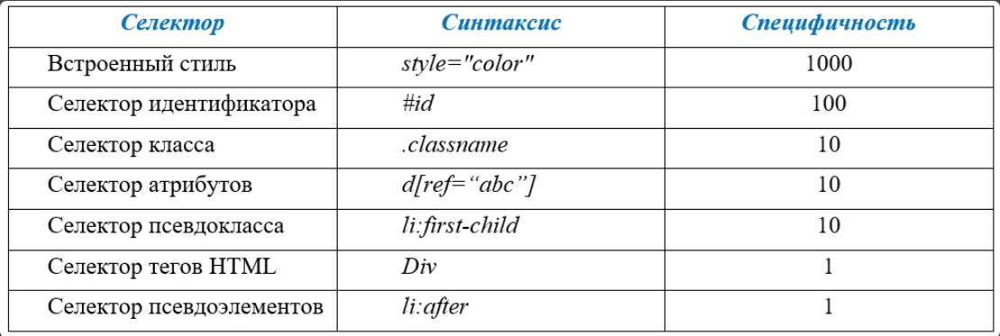 Селектор Синтаксис Специфичность
Встроенный стиль style="color" 1000
Селектор идентификатора #id 100
Селектор класса .classname 10
Селектор атрибутов d[ref=“abc”] 10
Селектор псевдокласса li:first-child 10
Селектор тегов HTML Div 1
Селектор псевдоэлементов li:after 1